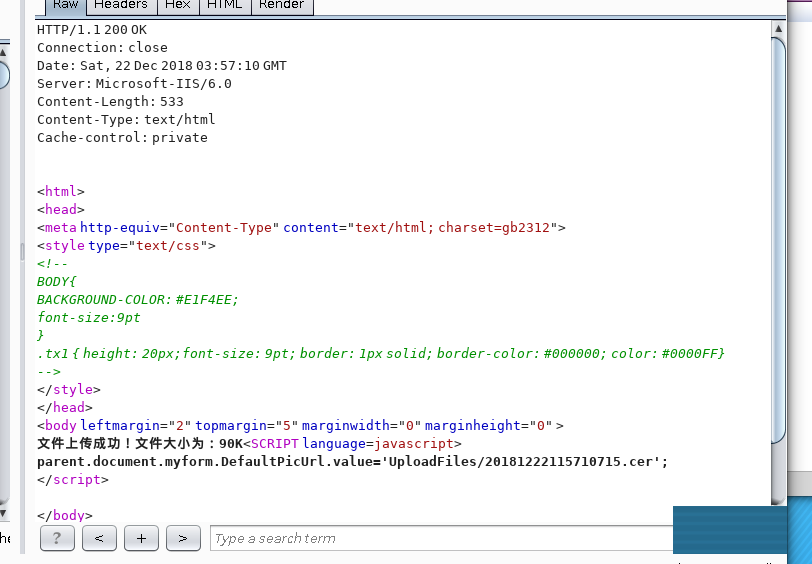 Raw Headers Hex HTML Render
HTTP/1.1 200 OK
Connection: close
Date: Sat, 22 Dec 2018 03:57:10 GMT
Server: Microsoft-IIS/6.0
Content-Length: 533
Content-Type: text/html
Cache-control: private
<html>
<head>
<meta http-equiv="Content-Type" content="text/html; charset=gb2312">
<style type="text/css">
<!--
BODY{
BACKGROUND-COLOR: #E1F4EE;
font-size:9pt
}
.tx1 { height: 20px;font-size: 9pt; border: 1px solid; border-color: #000000; color: #0000FF}
-->
</style>
</head>
<body leftmargin="2" topmargin="5" marginwidth="0" marginheight="0" >
文件上传成功！文件大小为：90K<SCRIPT language=javascript>
parent.document.myform.DefaultPicUrl.value='UploadFiles/20181222115710715.cer';
</script>
</body>
? < + > Type a search term